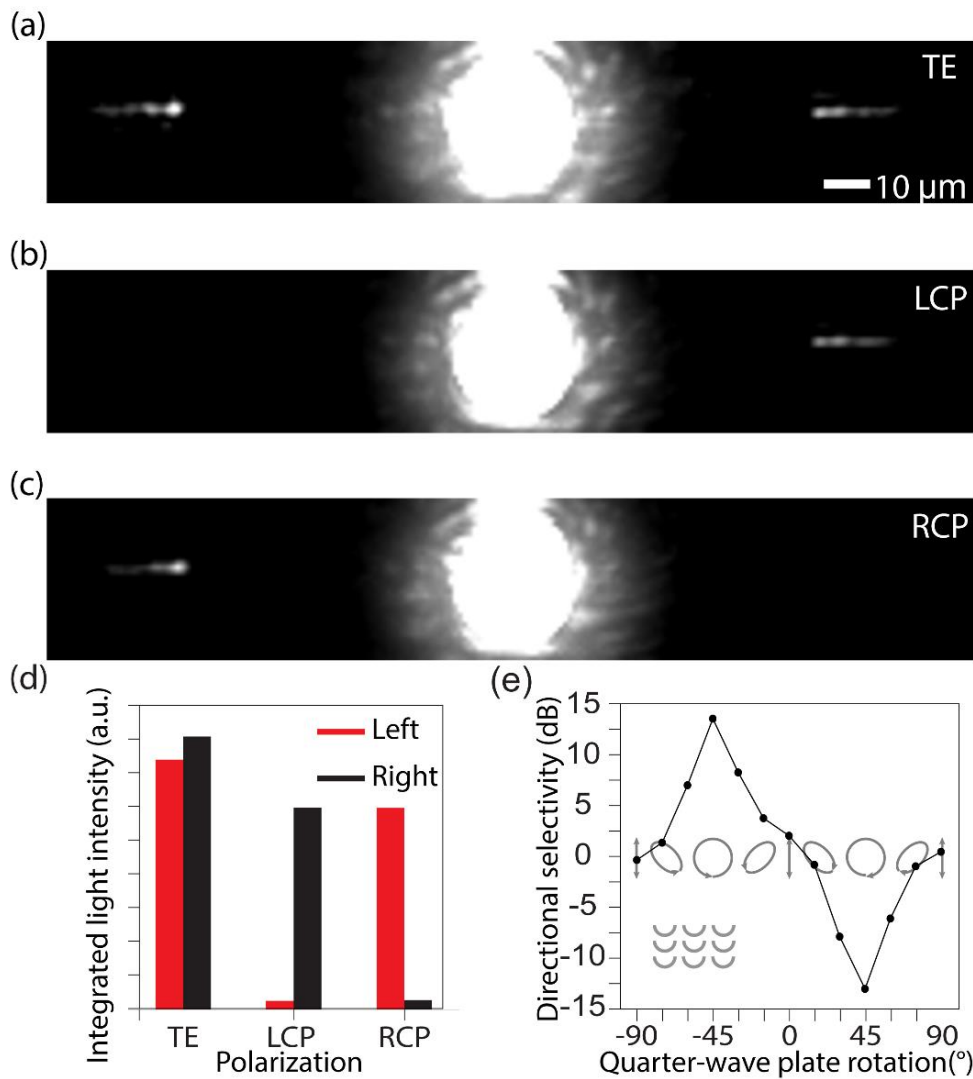 (a)
TE
10 μm
(b)
LCP
(c)
RCP
(d)
Integrated light intensity (a.u.)
Left
Right
TE
LCP
RCP
Polarization
(e)
Directional selectivity (dB)
15
10
5
0
-5
-10
-15
-90
-45
0
45
90
Quarter-wave plate rotation(°)